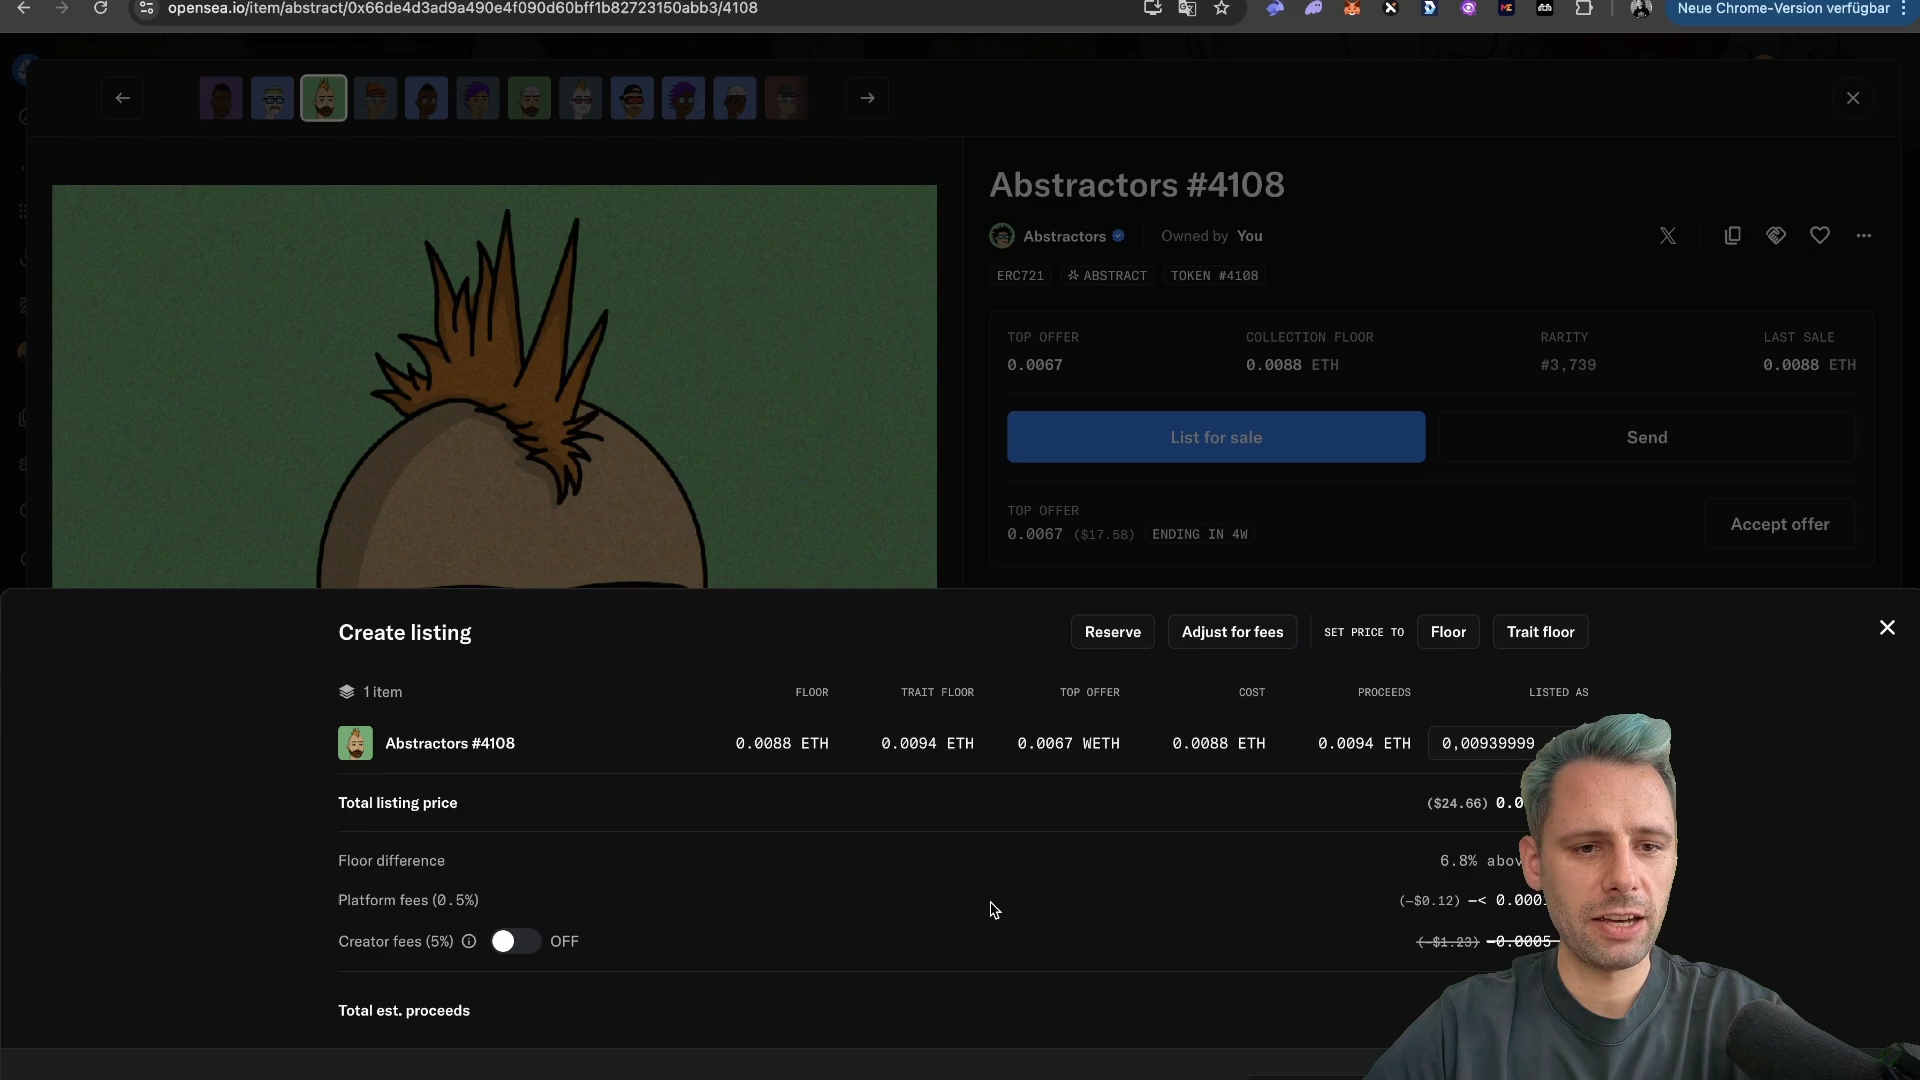 opensea.io/item/abstract/0x66de4d3ad9a490e4f090d60bff1b82723150abb3/4108
Neue Chrome-Version verfügbar
Abstractors #4108
Abstractors
Owned by You
ERC721
ABSTRACT
TOKEN #4108
TOP OFFER
COLLECTION FLOOR
RARITY
LAST SALE
0.0067
0.0088 ETH
#3,739
0.0088 ETH
List for sale
Send
TOP OFFER
0.0067 ($17.58) ENDING IN 4W
Accept offer
Create listing
Reserve
Adjust for fees
SET PRICE TO
Floor
Trait floor
1 item
FLOOR
TRAIT FLOOR
TOP OFFER
COST
PROCEEDS
LISTED AS
Abstractors #4108
0.0088 ETH
0.0094 ETH
0.0067 WETH
0.0088 ETH
0.0094 ETH
0,00939999
Total listing price
($24.66) 0.0
Floor difference
6.8% abov
Platform fees (0.5%)
(-$0.12) -< 0.000
Creator fees (5%)
OFF
(-$1.23) -0.0005
Total est. proceeds